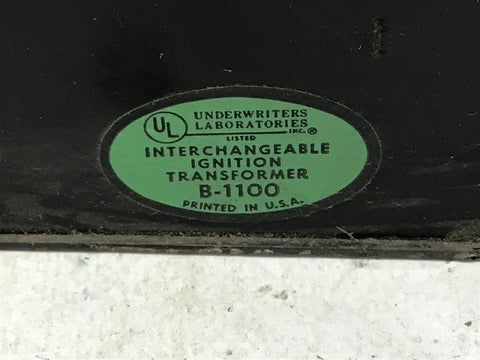 UL
UNDERWRITERS
LABORATORIES
INC.®
LISTED
INTERCHANGEABLE
IGNITION
TRANSFORMER
B-1100
PRINTED IN U.S.A.